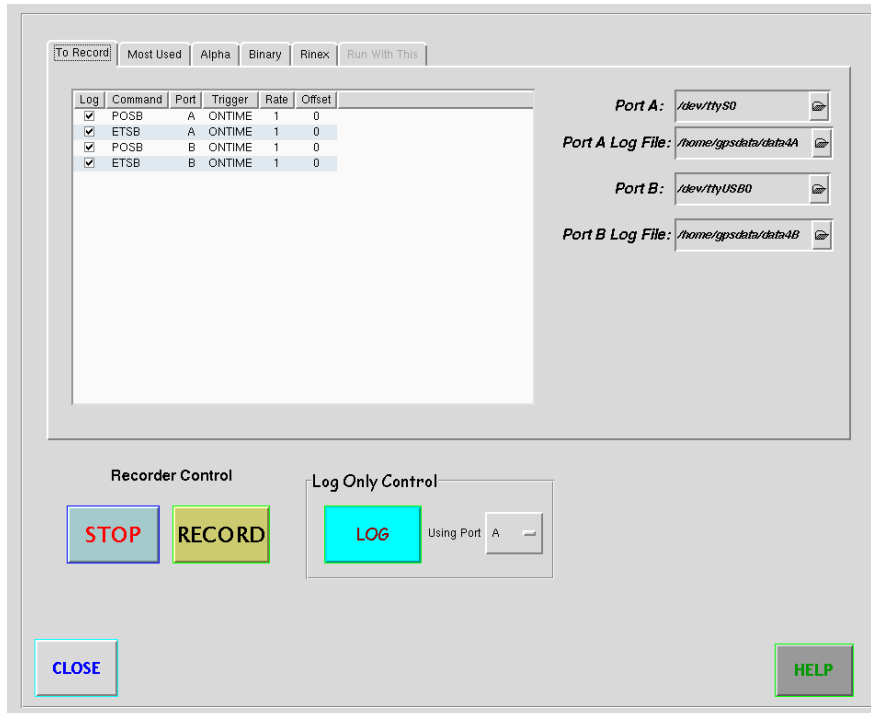 To Record Most Used Alpha Binary Rinex Run With This
Log Command Port Trigger Rate Offset
POSB A ONTIME 1 0
ETSB A ONTIME 1 0
POSB B ONTIME 1 0
ETSB B ONTIME 1 0
Port A: /dev/ttyS0
Port A Log File: /home/gpsdata/data4A
Port B: /dev/ttyUSB0
Port B Log File: /home/gpsdata/data4B
Recorder Control
STOP RECORD
Log Only Control
LOG Using Port A
CLOSE
HELP